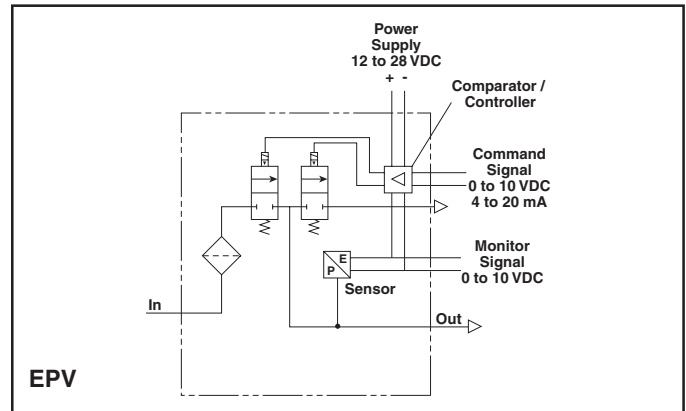 Power
Supply
12 to 28 VDC
+ -
Comparator /
Controller
Command
Signal
0 to 10 VDC
4 to 20 mA
Monitor
Signal
0 to 10 VDC
E
P
Sensor
In
Out
EPV